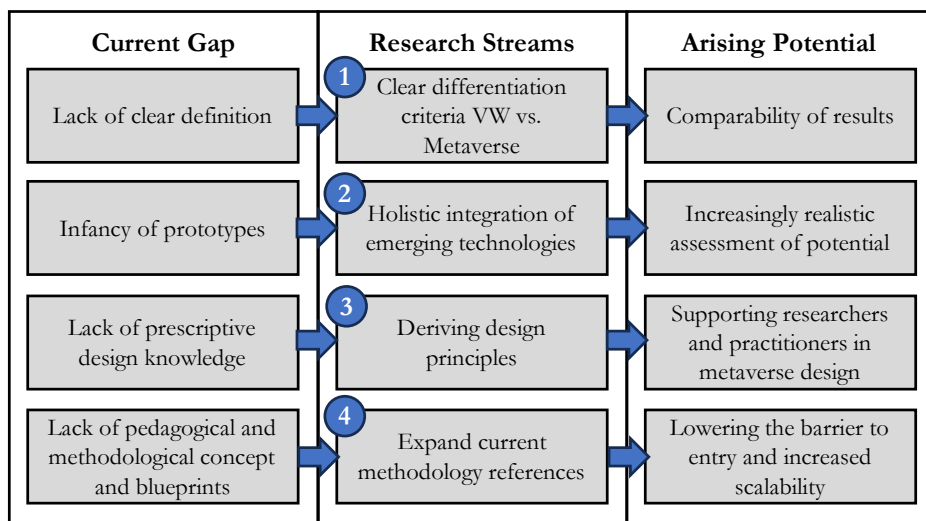 Current Gap
Research Streams
Arising Potential
1
Lack of clear definition
Clear differentiation
criteria VW vs.
Metaverse
Comparability of results
2
Infancy of prototypes
Holistic integration of
emerging technologies
Increasingly realistic
assessment of potential
3
Lack of prescriptive
design knowledge
Deriving design
principles
Supporting researchers
and practitioners in
metaverse design
4
Lack of pedagogical and
methodological concept
and blueprints
Expand current
methodology references
Lowering the barrier to
entry and increased
scalability